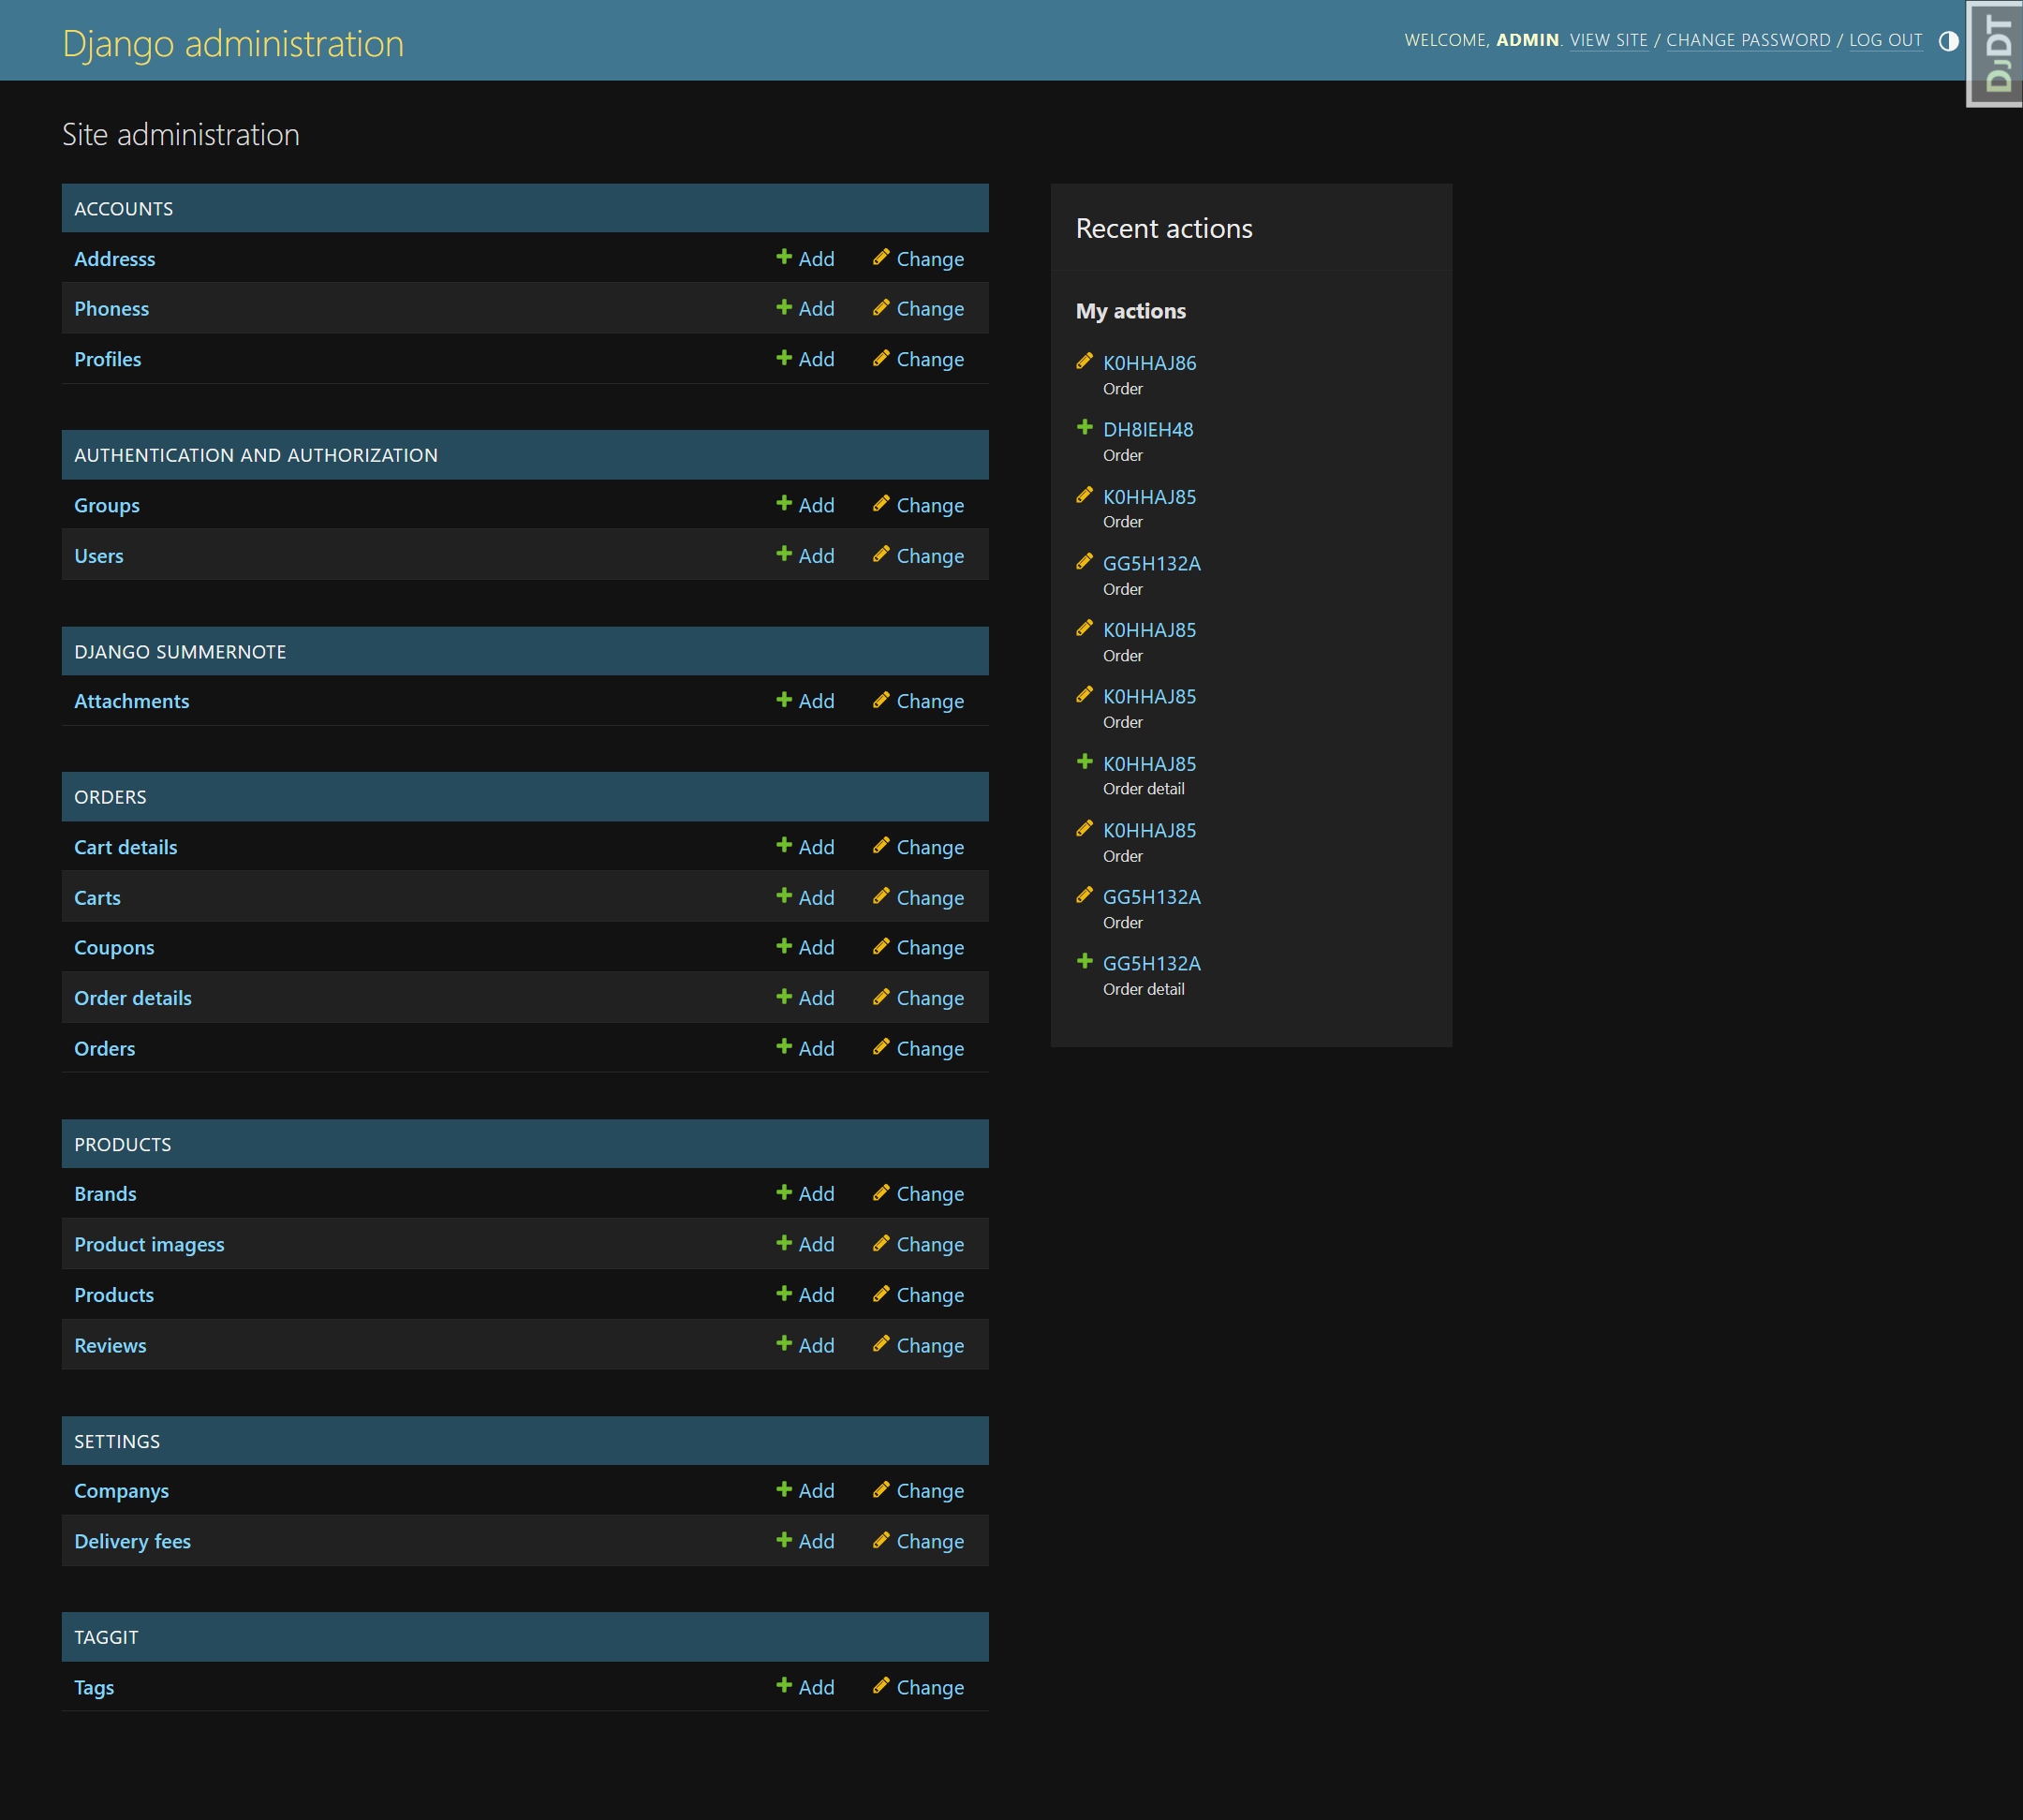 Django administration
WELCOME, ADMIN. VIEW SITE / CHANGE PASSWORD / LOG OUT
DJDT
Site administration
ACCOUNTS
Addresss Add Change
Phoness Add Change
Profiles Add Change
AUTHENTICATION AND AUTHORIZATION
Groups Add Change
Users Add Change
DJANGO SUMMERNOTE
Attachments Add Change
ORDERS
Cart details Add Change
Carts Add Change
Coupons Add Change
Order details Add Change
Orders Add Change
PRODUCTS
Brands Add Change
Product imagess Add Change
Products Add Change
Reviews Add Change
SETTINGS
Companys Add Change
Delivery fees Add Change
TAGGIT
Tags Add Change
Recent actions
My actions
K0HHAJ86
Order
DH8IEH48
Order
K0HHAJ85
Order
GG5H132A
Order
K0HHAJ85
Order
K0HHAJ85
Order
K0HHAJ85
Order detail
K0HHAJ85
Order
GG5H132A
Order
GG5H132A
Order detail